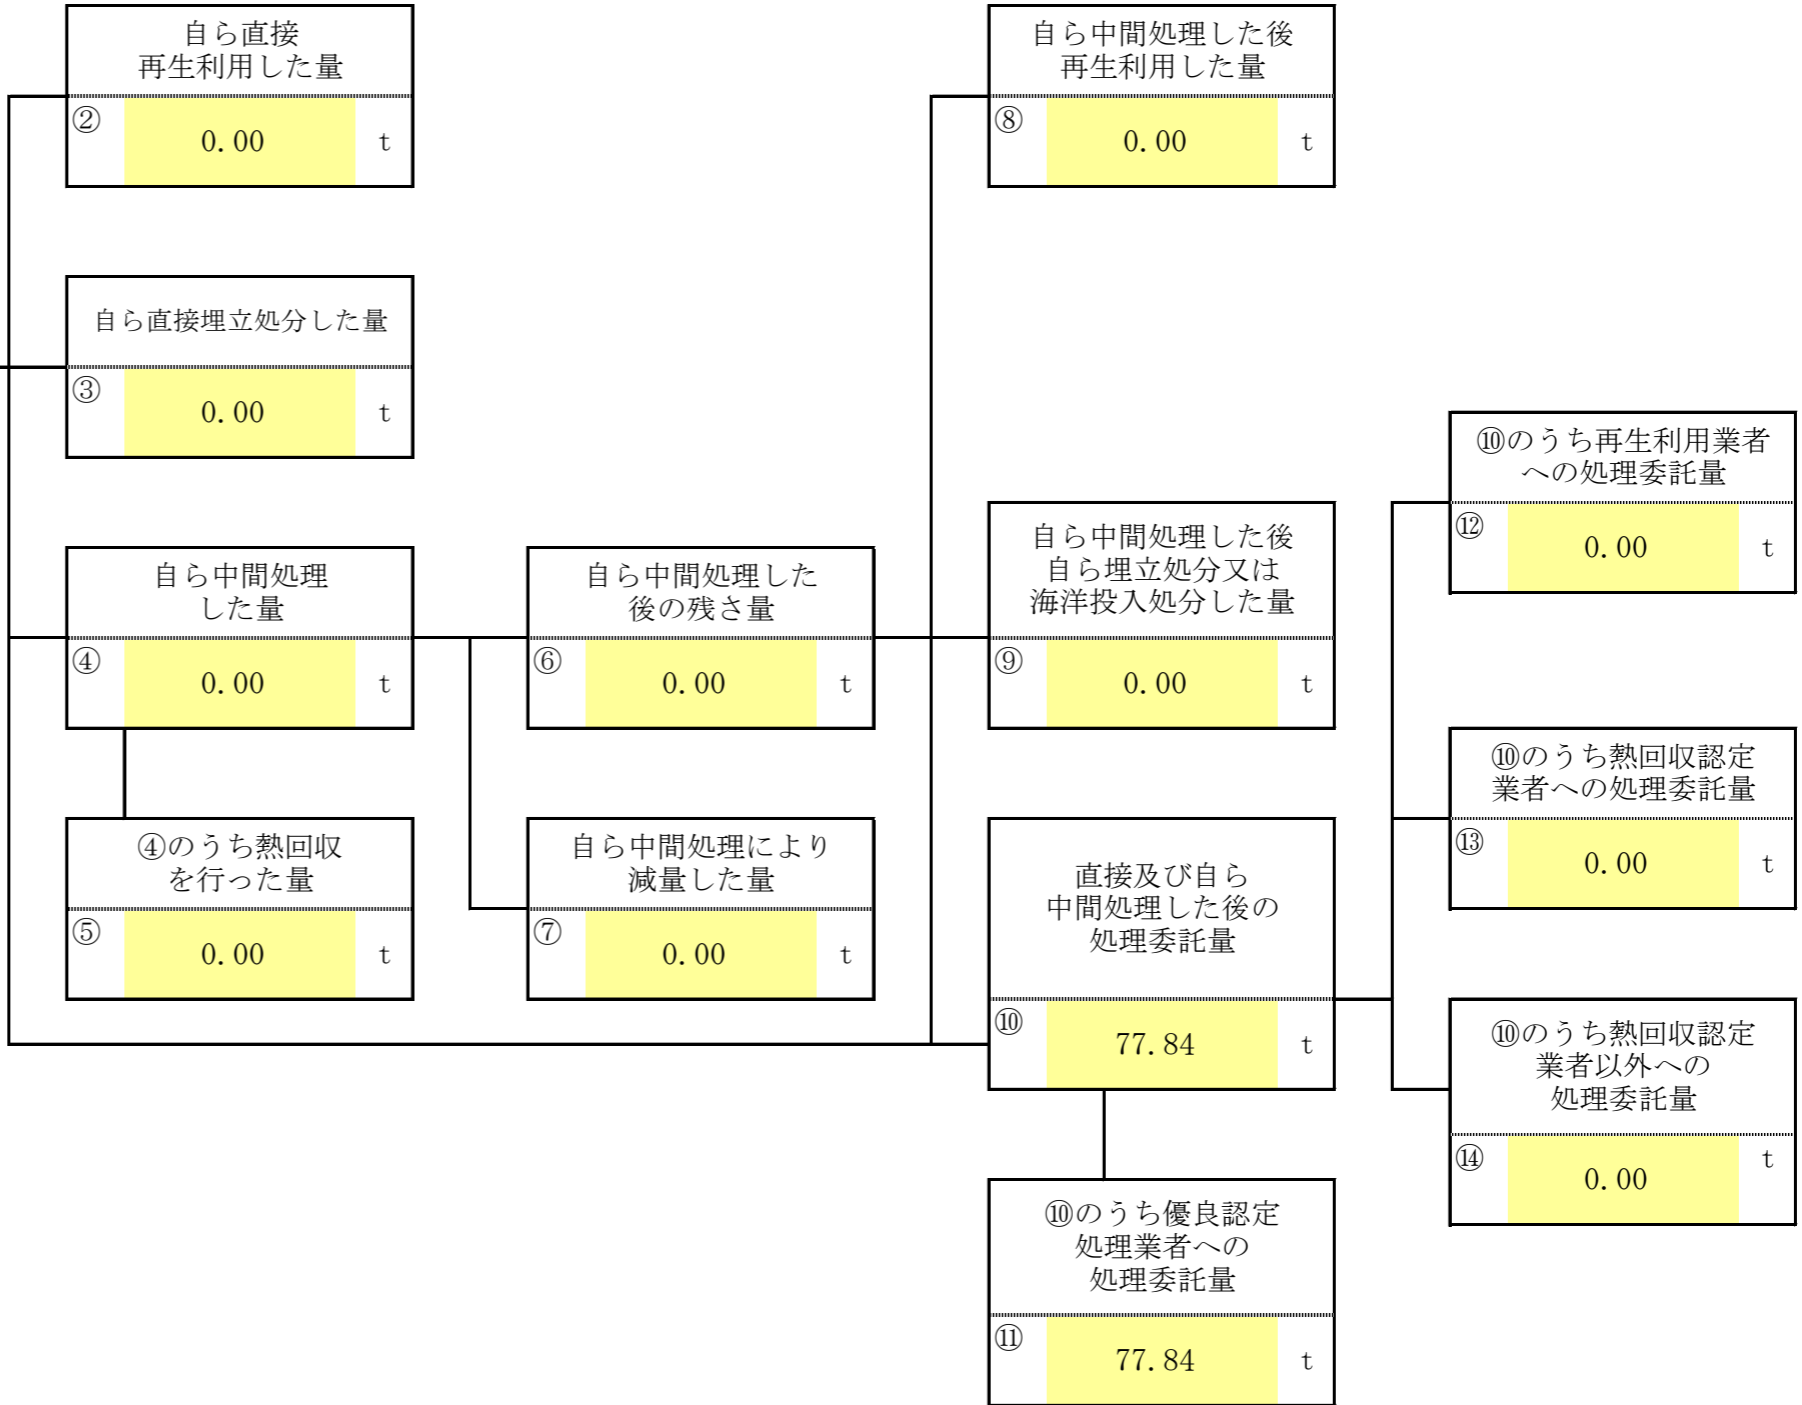 自ら直接
再生利用した量
②
0.00
t
自ら中間処理した後
再生利用した量
⑧
0.00
t
自ら直接埋立処分した量
③
0.00
t
⑩のうち再生利用業者
への処理委託量
⑫
0.00
t
自ら中間処理
した量
④
0.00
t
自ら中間処理した
後の残さ量
⑥
0.00
t
自ら中間処理した後
自ら埋立処分又は
海洋投入処分した量
⑨
0.00
t
⑩のうち熱回収認定
業者への処理委託量
⑬
0.00
t
④のうち熱回収
を行った量
⑤
0.00
t
自ら中間処理により
減量した量
⑦
0.00
t
直接及び自ら
中間処理した後の
処理委託量
⑩
77.84
t
⑩のうち熱回収認定
業者以外への
処理委託量
⑭
0.00
t
⑩のうち優良認定
処理業者への
処理委託量
⑪
77.84
t